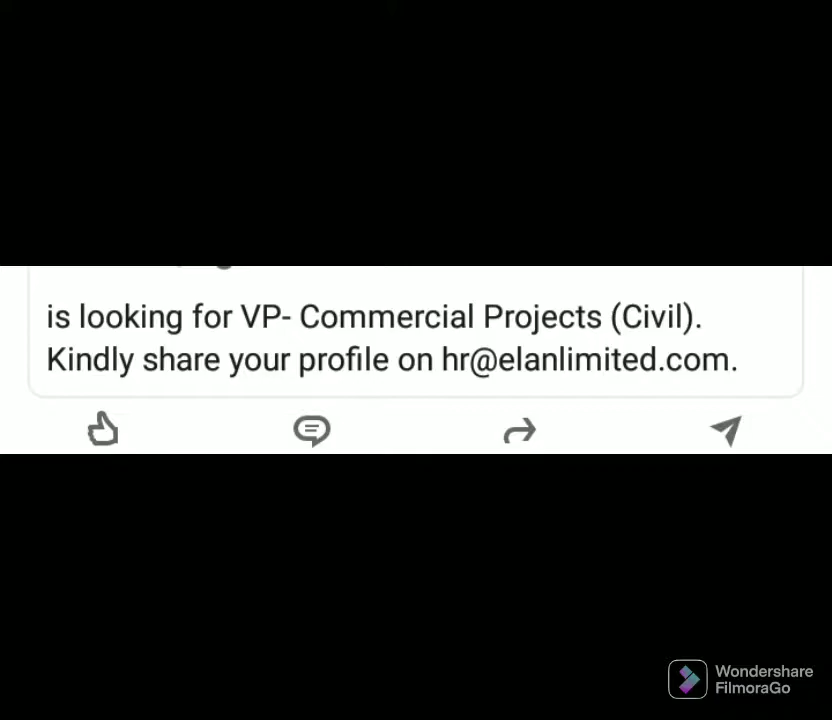 is looking for VP- Commercial Projects (Civil).
Kindly share your profile on hr@elanlimited.com.
Wondershare
FilmoraGo